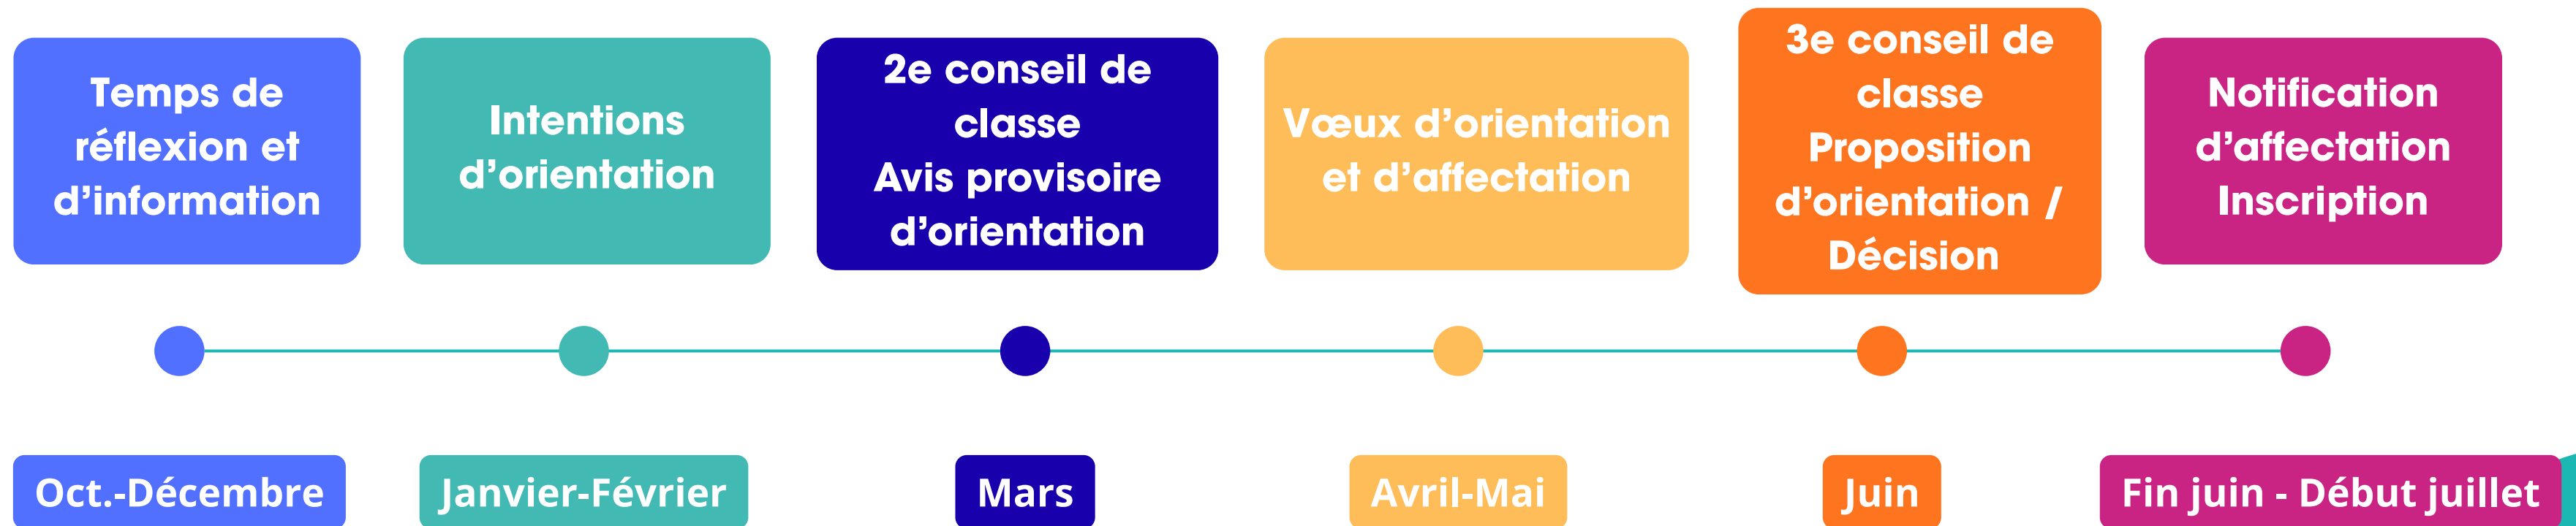 Temps de
réflexion et
d'information
Intentions
d'orientation
2e conseil de
classe
Avis provisoire
d'orientation
Vœux d'orientation
et d'affectation
3e conseil de
classe
Proposition
d'orientation /
Décision
Notification
d'affectation
Inscription
Oct.-Décembre
Janvier-Février
Mars
Avril-Mai
Juin
Fin juin - Début juillet